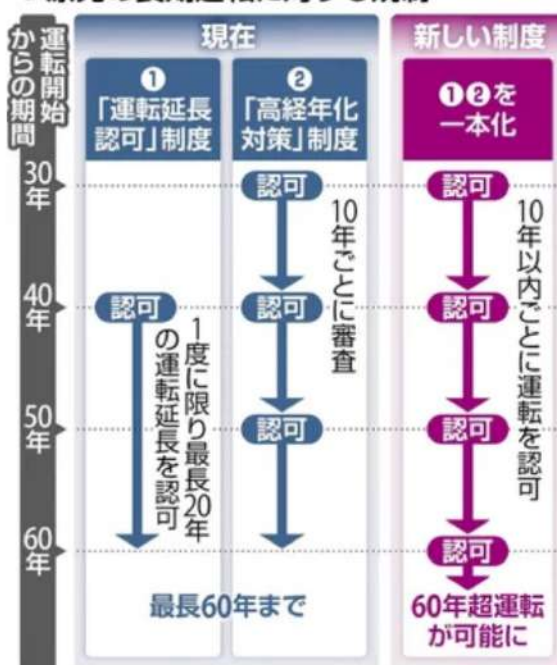 運転開始
からの期間
30年
40年
50年
60年
現在
❶
「運転延長
認可」制度
❷
「高経年化
対策」制度
認可
1度に限り最長20年
の運転延長を認可
認可
認可
認可
10年ごとに審査
最長60年まで
新しい制度
❶❷を
一本化
認可
認可
認可
認可
10年以内ごとに運転を認可
60年超運転
が可能に